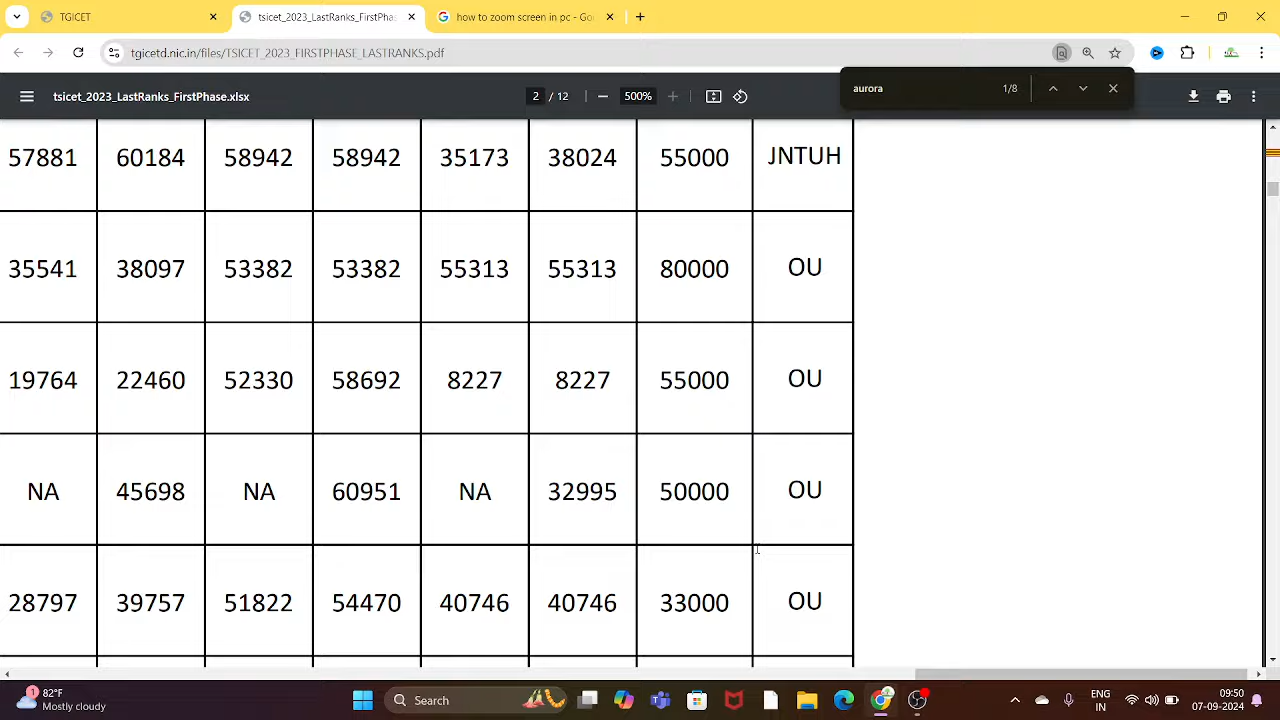 TGICET
tsicet_2023_LastRanks_FirstPha
how to zoom screen in pc - Go
tgicetd.nic.in/files/TSICET_2023_FIRSTPHASE_LASTRANKS.pdf
aurora 1/8
tsicet_2023_LastRanks_FirstPhase.xlsx
2 / 12
500%
57881 60184 58942 58942 35173 38024 55000 JNTUH
35541 38097 53382 53382 55313 55313 80000 OU
19764 22460 52330 58692 8227 8227 55000 OU
NA 45698 NA 60951 NA 32995 50000 OU
28797 39757 51822 54470 40746 40746 33000 OU
1
82°F
Mostly cloudy
Search
ENG
IN
09:50
07-09-2024